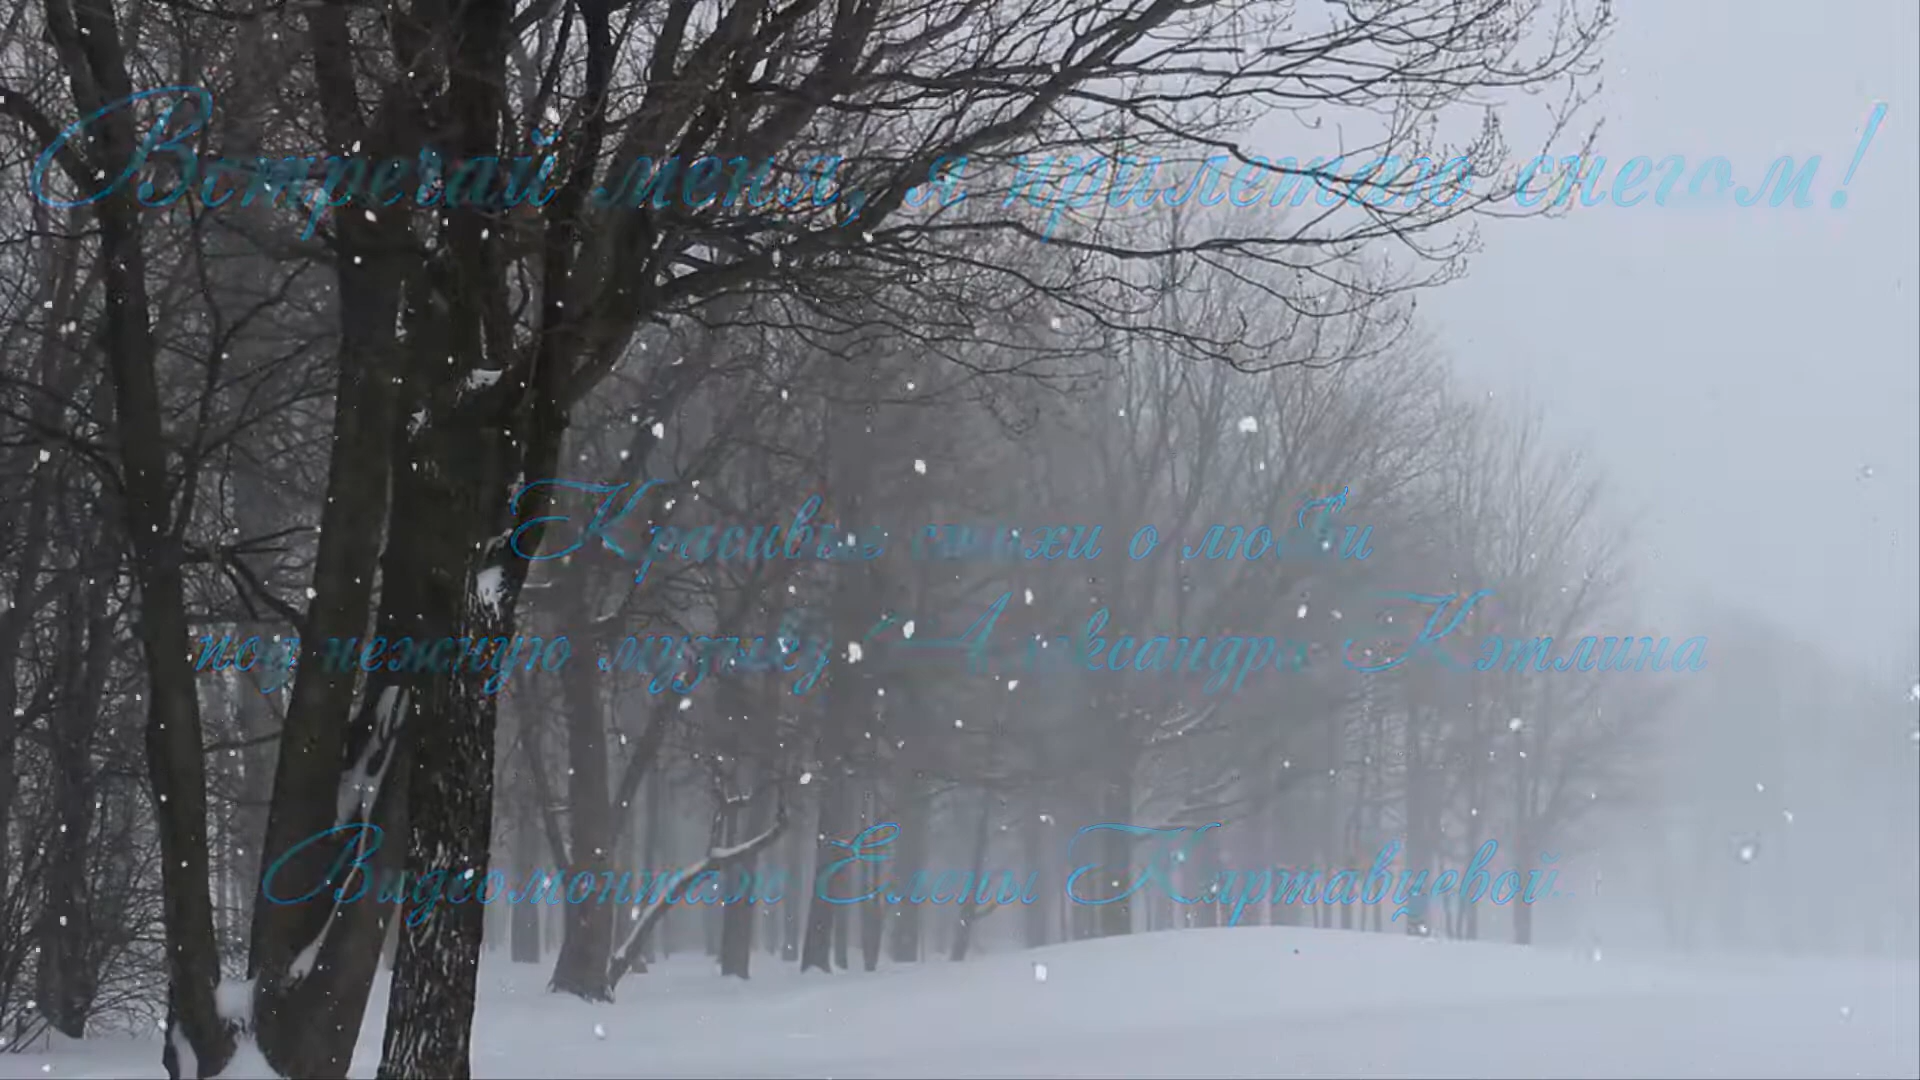 Встречай меня, я прилетаю снегом!
Красивые стихи о любви
под нежную музыку Александра Кэтлина
Видеомонтаж Елены Картавцевой